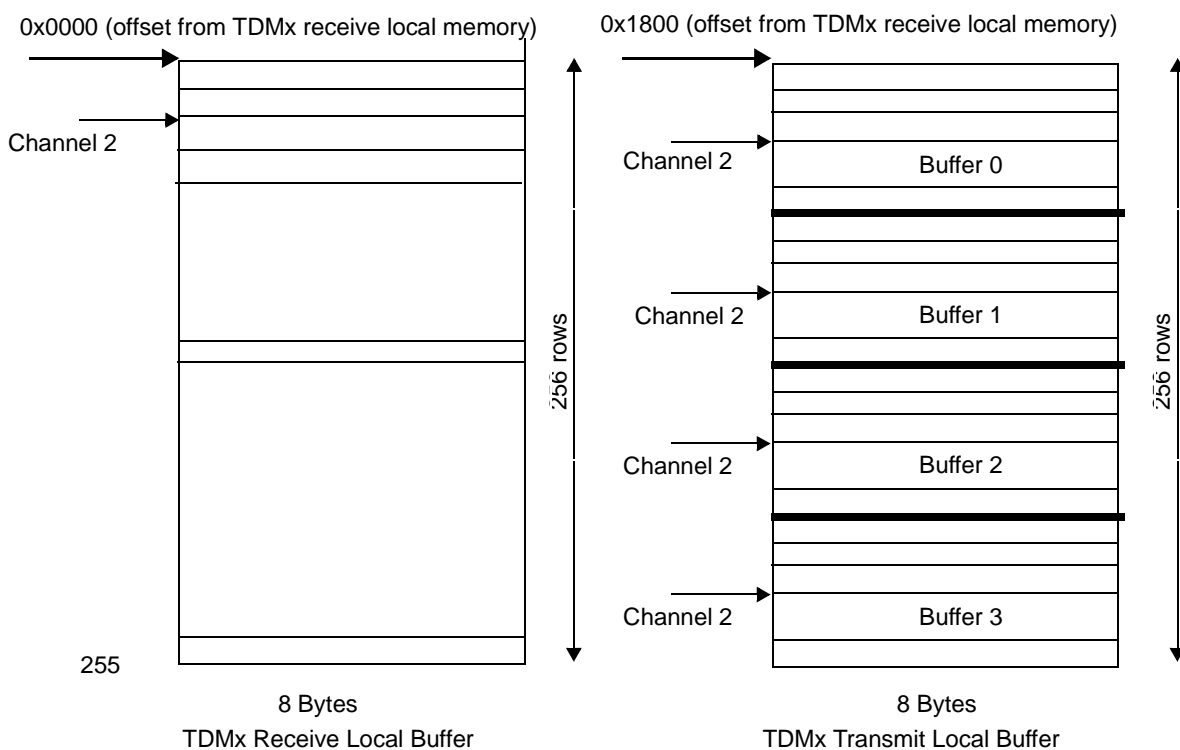 0x0000 (offset from TDMx receive local memory)
Channel 2
256 rows
255
8 Bytes
TDMx Receive Local Buffer
0x1800 (offset from TDMx receive local memory)
Channel 2
Buffer 0
Channel 2
Buffer 1
Channel 2
Buffer 2
Channel 2
Buffer 3
256 rows
8 Bytes
TDMx Transmit Local Buffer